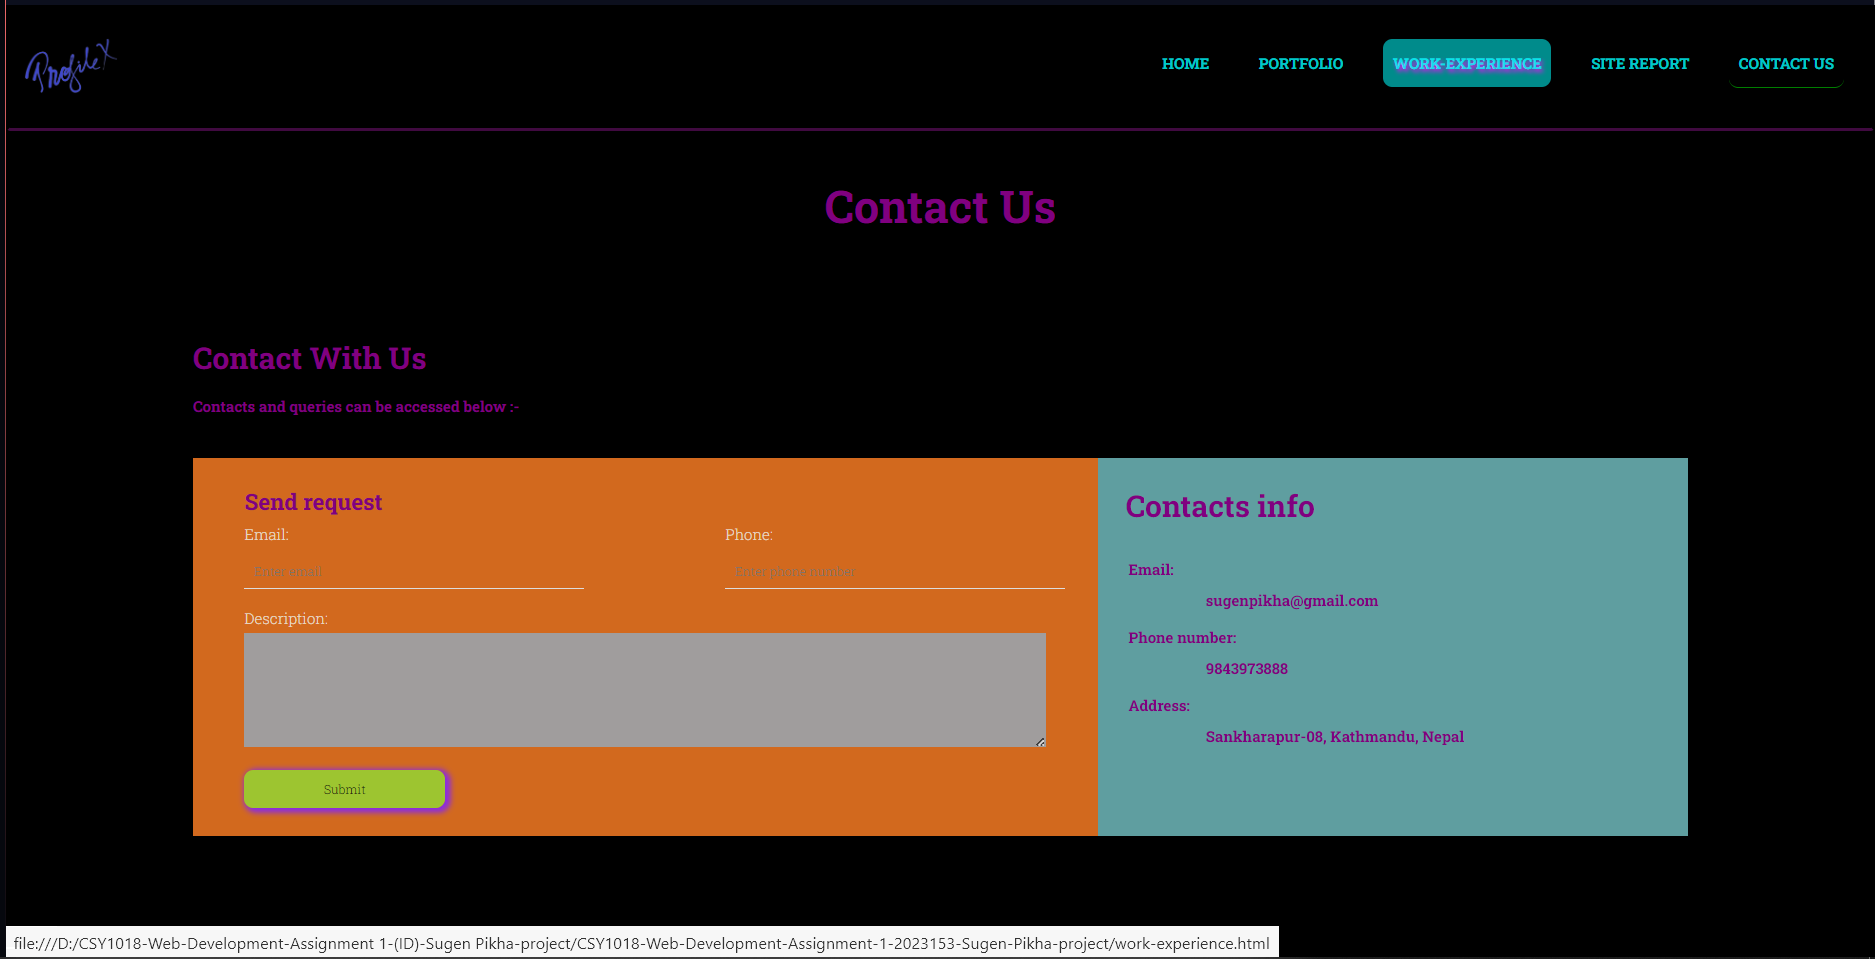 ProfileX
HOME
PORTFOLIO
WORK-EXPERIENCE
SITE REPORT
CONTACT US
Contact Us
Contact With Us
Contacts and queries can be accessed below :-
Send request
Email:
Phone:
Enter email
Enter phone number
Description:
Submit
Contacts info
Email:
sugenpikha@gmail.com
Phone number:
9843973888
Address:
Sankharapur-08, Kathmandu, Nepal
file:///D:/CSY1018-Web-Development-Assignment 1-(ID)-Sugen Pikha-project/CSY1018-Web-Development-Assignment-1-2023153-Sugen-Pikha-project/work-experience.html